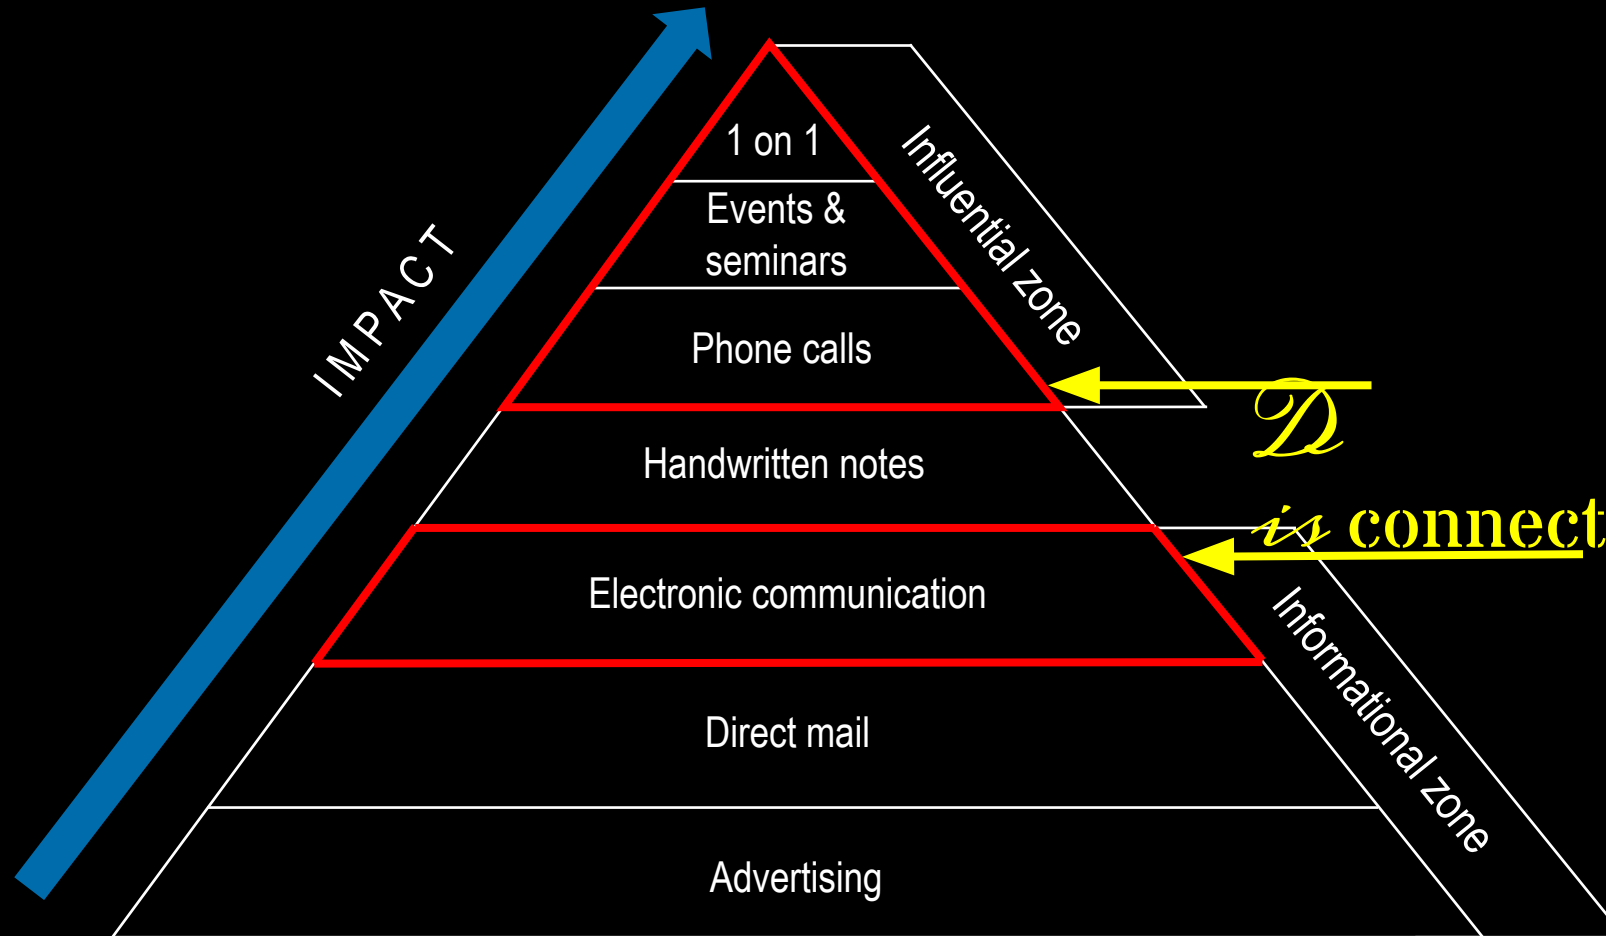 IMPACT
1 on 1
Events &
seminars
Phone calls
Handwritten notes
Electronic communication
Direct mail
Advertising
Influential zone
D
is connect
Informational zone